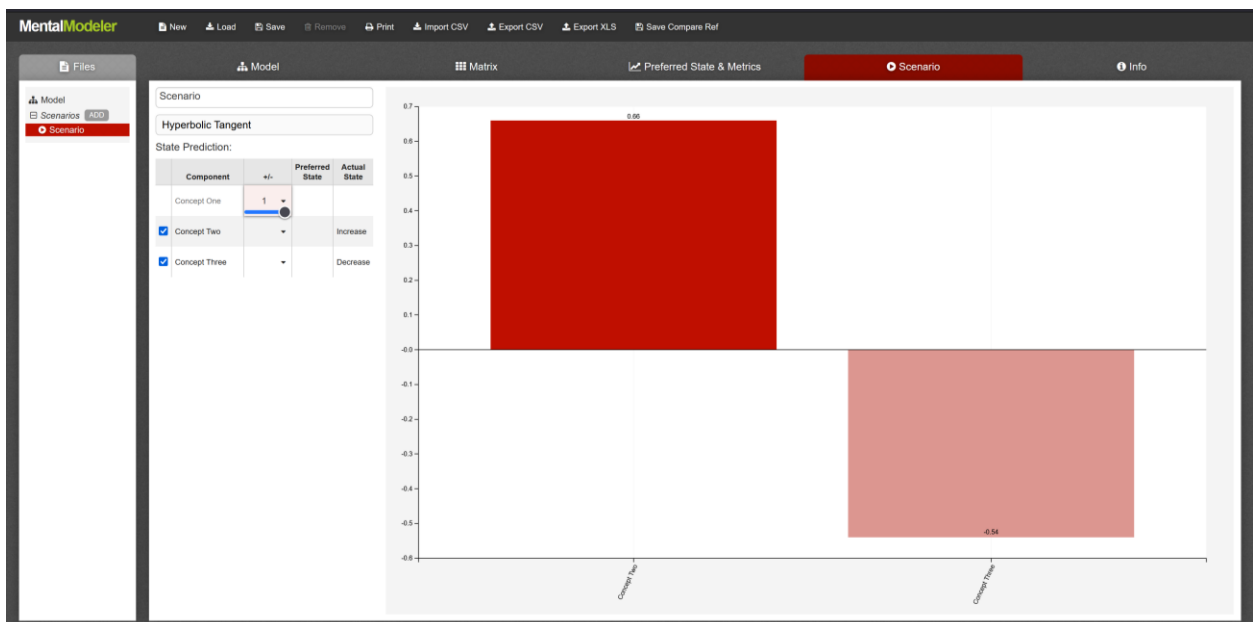 MentalModeler New Load Save Remove Print Import CSV Export CSV Export XLS Save Compare Ref
Files Model Matrix Preferred State & Metrics Scenario Info
Model
Scenarios ADD
Scenario
Scenario
Hyperbolic Tangent
State Prediction:
Component +/- Preferred State Actual State
Concept One 1
Concept Two Increase
Concept Three Decrease
0.7
0.66
0.6
0.5
0.4
0.3
0.2
0.1
-0.0
-0.1
-0.2
-0.3
-0.4
-0.5
-0.54
-0.6
Concept Two
Concept Three